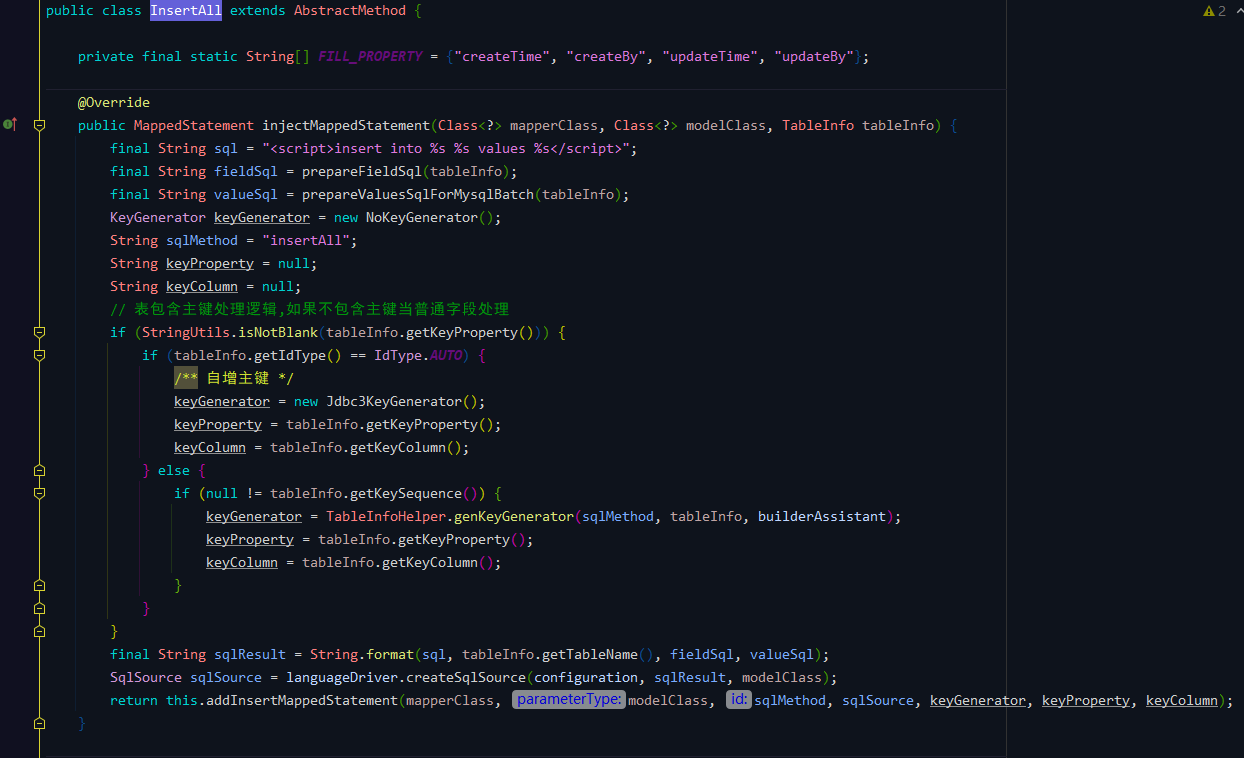 public class InsertAll extends AbstractMethod {
2
private final static String[] FILL_PROPERTY = {"createTime", "createBy", "updateTime", "updateBy"};
@Override
public MappedStatement injectMappedStatement(Class<?> mapperClass, Class<?> modelClass, TableInfo tableInfo) {
final String sql = "<script>insert into %s %s values %s</script>";
final String fieldSql = prepareFieldSql(tableInfo);
final String valueSql = prepareValuesSqlForMysqlBatch(tableInfo);
KeyGenerator keyGenerator = new NoKeyGenerator();
String sqlMethod = "insertAll";
String keyProperty = null;
String keyColumn = null;
// 表包含主键处理逻辑,如果不包含主键当普通字段处理
if (StringUtils.isNotBlank(tableInfo.getKeyProperty())) {
if (tableInfo.getIdType() == IdType.AUTO) {
/** 自增主键 */
keyGenerator = new Jdbc3KeyGenerator();
keyProperty = tableInfo.getKeyProperty();
keyColumn = tableInfo.getKeyColumn();
} else {
if (null != tableInfo.getKeySequence()) {
keyGenerator = TableInfoHelper.genKeyGenerator(sqlMethod, tableInfo, builderAssistant);
keyProperty = tableInfo.getKeyProperty();
keyColumn = tableInfo.getKeyColumn();
}
}
}
final String sqlResult = String.format(sql, tableInfo.getTableName(), fieldSql, valueSql);
SqlSource sqlSource = languageDriver.createSqlSource(configuration, sqlResult, modelClass);
return this.addInsertMappedStatement(mapperClass, parameterType: modelClass, id: sqlMethod, sqlSource, keyGenerator, keyProperty, keyColumn);
}